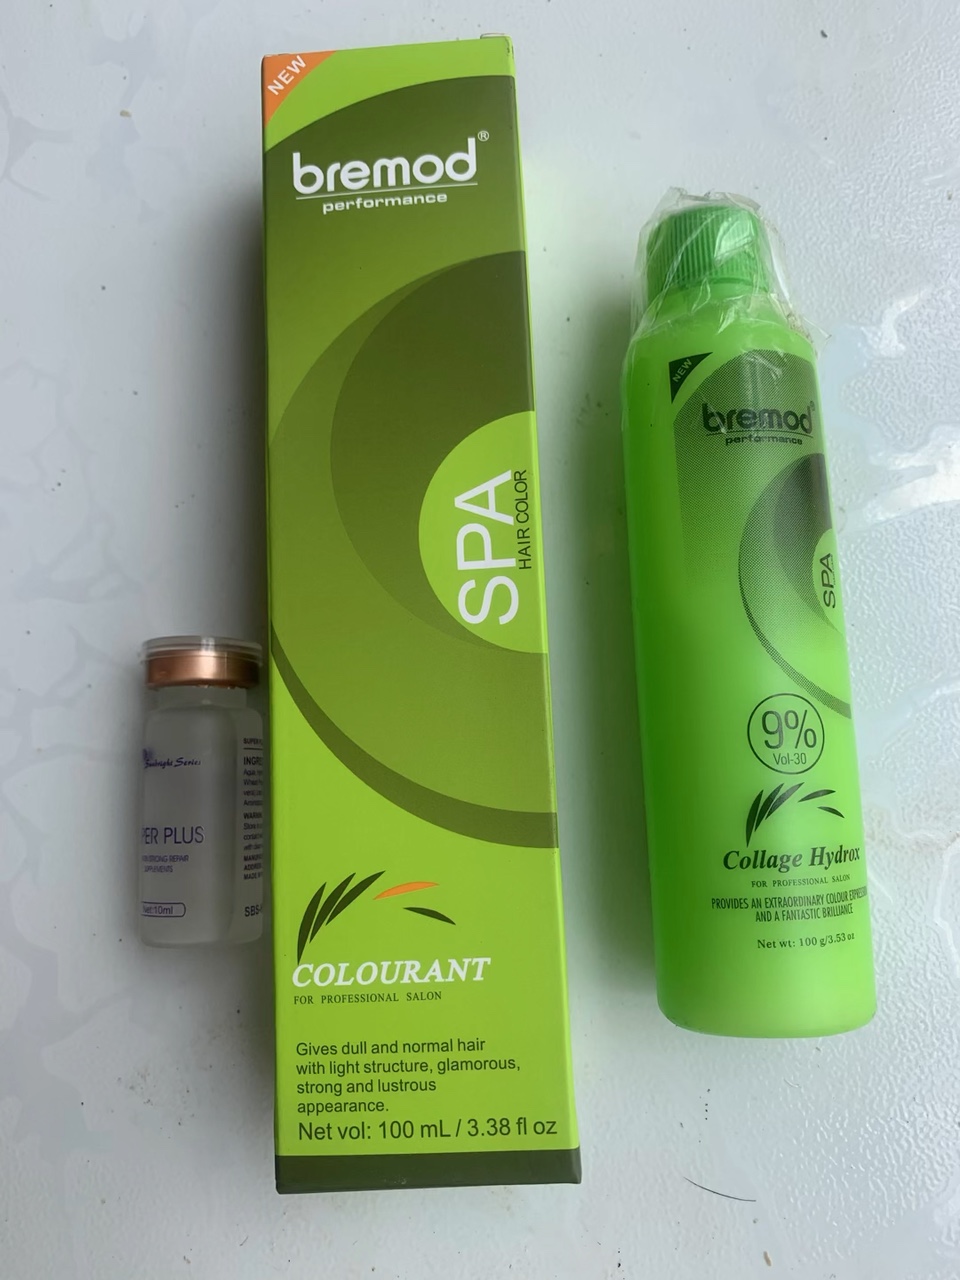 NEW
bremod®
performance
SPA
HAIR COLOR
COLOURANT
FOR PROFESSIONAL SALON
Gives dull and normal hair
with light structure, glamorous,
strong and lustrous
appearance.
Net vol: 100 mL / 3.38 fl oz
NEW
bremod
performance
SPA
9%
Vol-30
Collage Hydrox
FOR PROFESSIONAL SALON
PROVIDES AN EXTRAORDINARY COLOUR
AND A FANTASTIC BRILLIANCE
Net wt: 100 g/3.53 oz
Series
PER PLUS
STRONG REPAIR
10ml